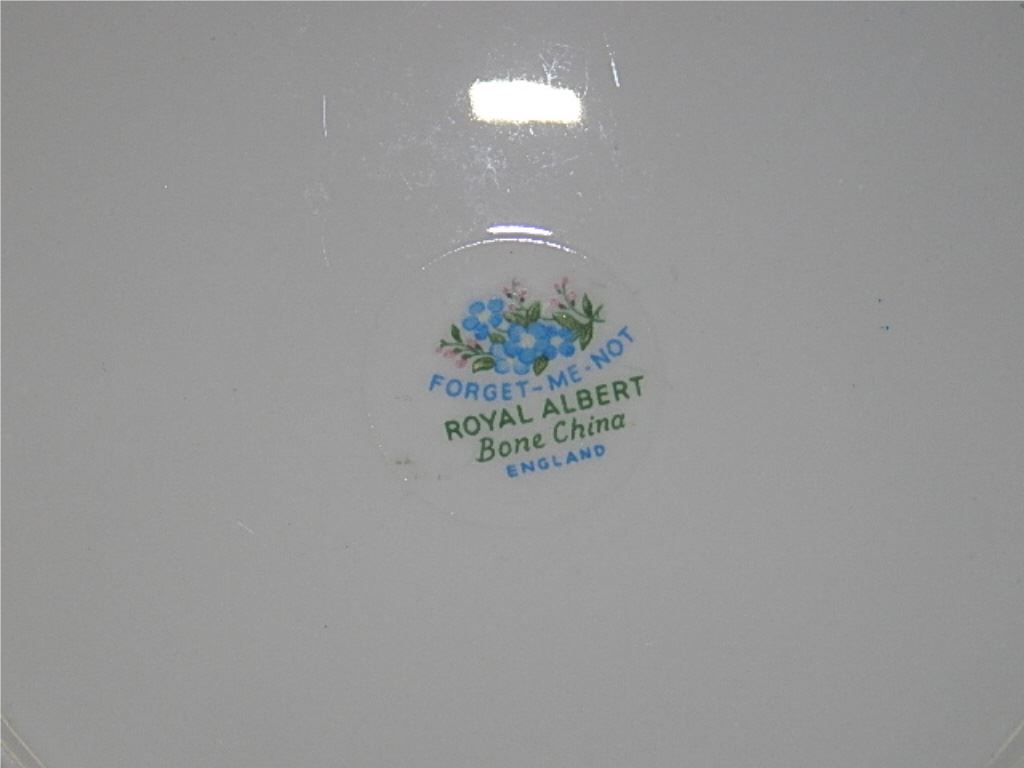 FORGET-ME-NOT
ROYAL ALBERT
Bone China
ENGLAND